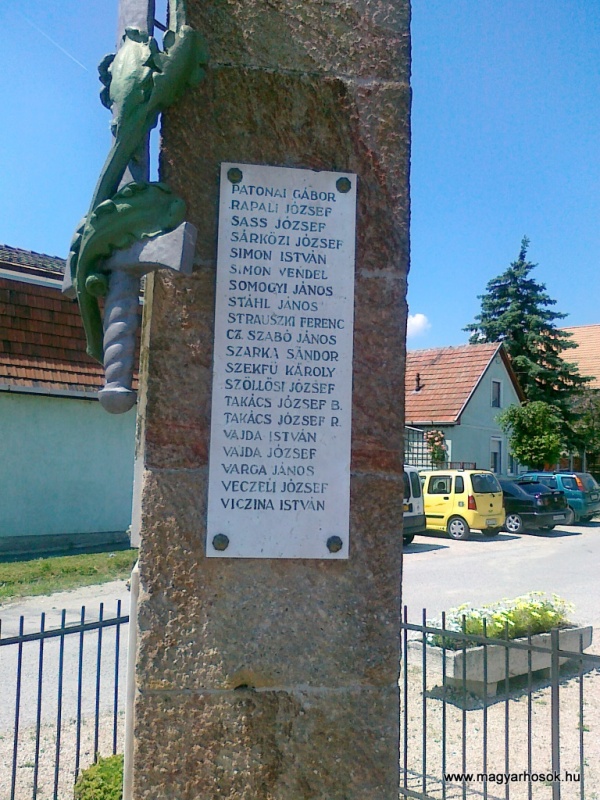 PATONAI GÁBOR
RAPALI JÓZSEF
SASS JÓZSEF
SÁRKÖZI JÓZSEF
SIMON ISTVÁN
SIMON VENDEL
SOMOGYI JÁNOS
STÁHL JÁNOS
STRAUSZKI FERENC
CZ. SZABÓ JÁNOS
SZARKA SÁNDOR
SZEKFÜ KÁROLY
SZÖLLŐSI JÓZSEF
TAKÁCS JÓZSEF B.
TAKÁCS JÓZSEF R.
VAJDA ISTVÁN
VAJDA JÓZSEF
VARGA JÁNOS
VECZELI JÓZSEF
VICZINA ISTVÁN
www.magyarhosok.hu